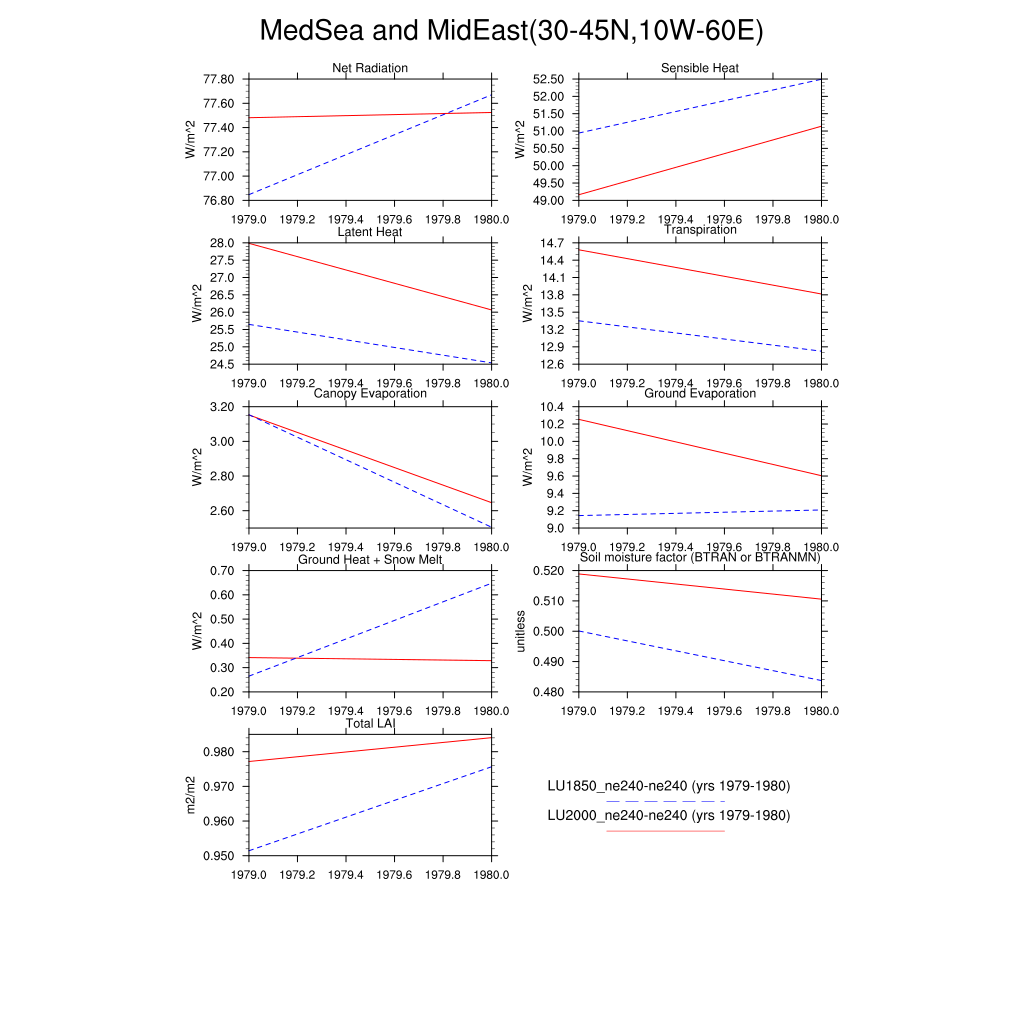 MedSea and MidEast(30-45N,10W-60E)
Net Radiation
W/m^2
77.80
77.60
77.40
77.20
77.00
76.80
1979.0 1979.2 1979.4 1979.6 1979.8 1980.0
Sensible Heat
W/m^2
52.50
52.00
51.50
51.00
50.50
50.00
49.50
49.00
1979.0 1979.2 1979.4 1979.6 1979.8 1980.0
Latent Heat
W/m^2
28.0
27.5
27.0
26.5
26.0
25.5
25.0
24.5
1979.0 1979.2 1979.4 1979.6 1979.8 1980.0
Transpiration
W/m^2
14.7
14.4
14.1
13.8
13.5
13.2
12.9
12.6
1979.0 1979.2 1979.4 1979.6 1979.8 1980.0
Canopy Evaporation
W/m^2
3.20
3.00
2.80
2.60
1979.0 1979.2 1979.4 1979.6 1979.8 1980.0
Ground Evaporation
W/m^2
10.4
10.2
10.0
9.8
9.6
9.4
9.2
9.0
1979.0 1979.2 1979.4 1979.6 1979.8 1980.0
Ground Heat + Snow Melt
W/m^2
0.70
0.60
0.50
0.40
0.30
0.20
1979.0 1979.2 1979.4 1979.6 1979.8 1980.0
Soil moisture factor (BTRAN or BTRANMN)
unitless
0.520
0.510
0.500
0.490
0.480
1979.0 1979.2 1979.4 1979.6 1979.8 1980.0
Total LAI
m2/m2
0.980
0.970
0.960
0.950
1979.0 1979.2 1979.4 1979.6 1979.8 1980.0
LU1850_ne240-ne240 (yrs 1979-1980)
LU2000_ne240-ne240 (yrs 1979-1980)